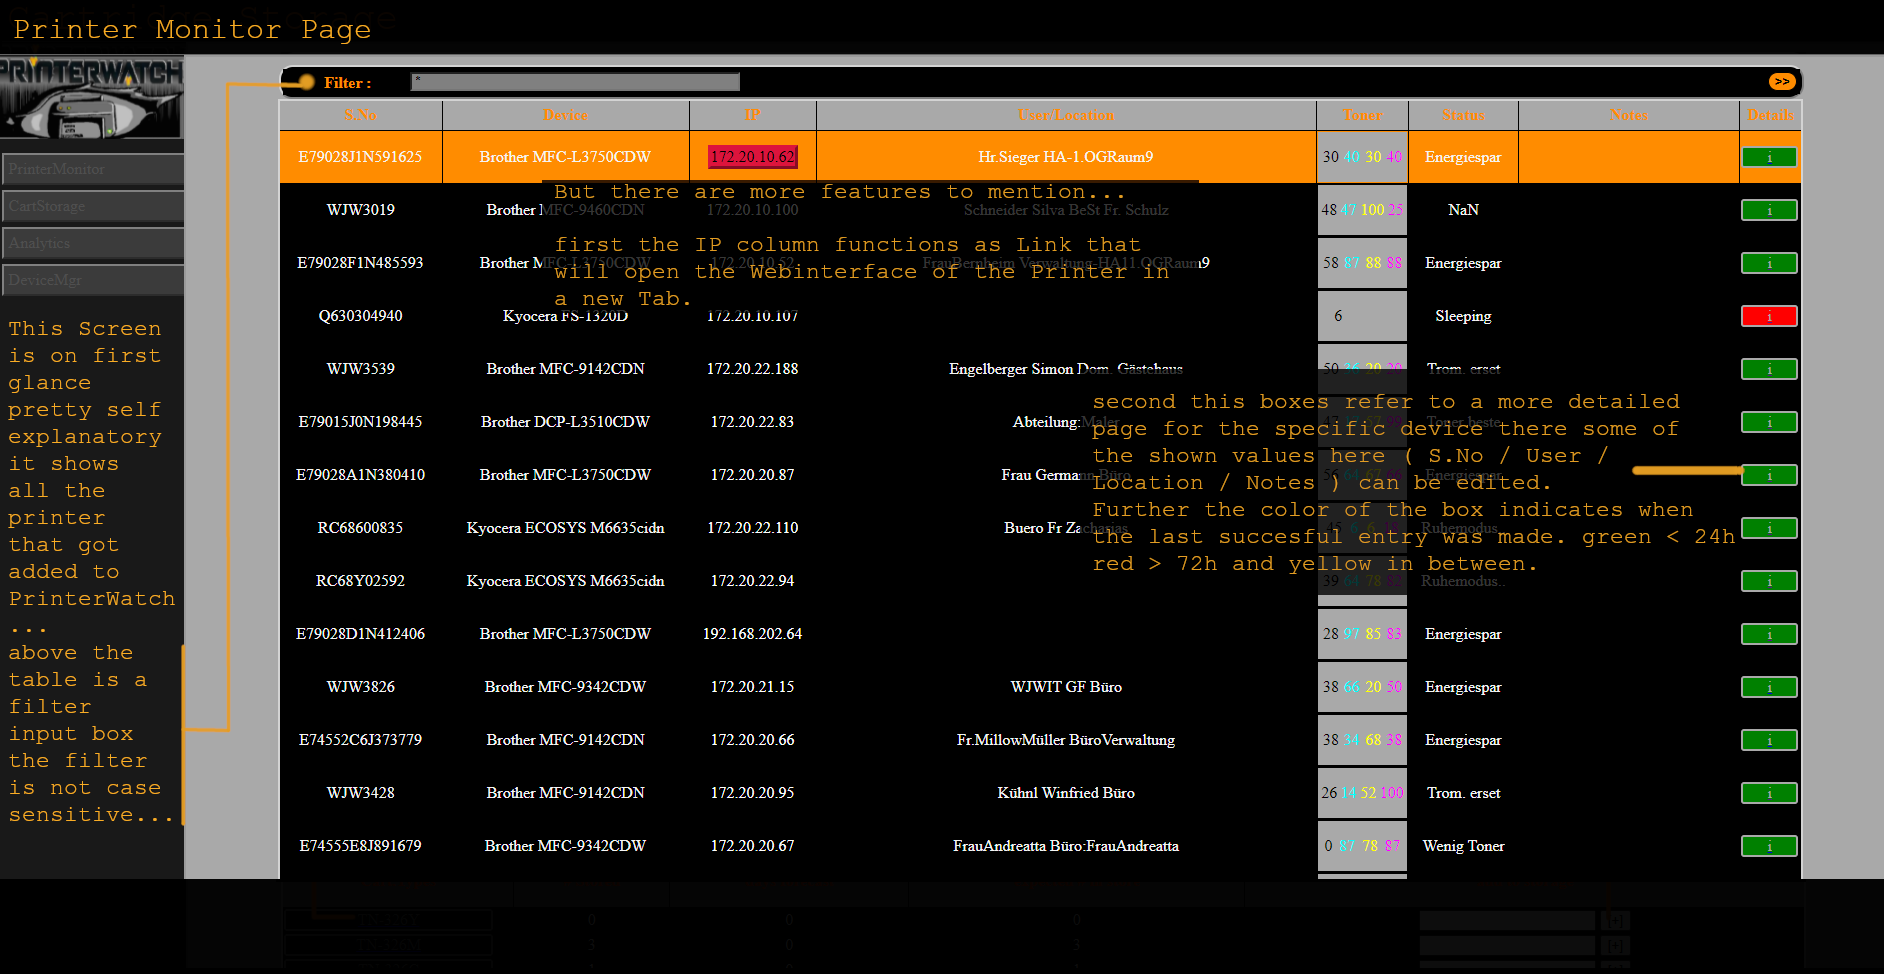 Printer Monitor Page
PRINTERWATCH
Filter : * >>
PrinterMonitor
CartStorage
Analytics
DeviceMgr
This Screen
is on first
glance
pretty self
explanatory
it shows
all the
printer
that got
added to
PrinterWatch
...
above the
table is a
filter
input box
the filter
is not case
sensitive...
S.No Device IP User/Location Toner Status Notes Details
E79028J1N591625 Brother MFC-L3750CDW 172.20.10.62 Hr.Sieger HA-1.OGRaum9 30 40 30 40 Energiespar i
But there are more features to mention...
WJW3019 Brother MFC-9460CDN 172.20.10.100 Schneider Silva BeSt Fr. Schulz 48 47 100 25 NaN i
first the IP column functions as Link that
will open the Webinterface of the Printer in
a new Tab.
E79028F1N485593 Brother MFC-L3750CDW 172.20.10.52 FrauBernheim Verwaltung-HA11.OGRaum9 58 87 88 88 Energiespar i
Q630304940 Kyocera FS-1320D 172.20.10.107 6 Sleeping i
WJW3539 Brother MFC-9142CDN 172.20.22.188 Engelberger Simon Dom. Gästehaus 50 36 20 20 Trom. erset i
second this boxes refer to a more detailed
page for the specific device there some of
the shown values here ( S.No / User /
Location / Notes ) can be edited.
Further the color of the box indicates when
the last succesful entry was made. green < 24h
red > 72h and yellow in between.
E79015J0N198445 Brother DCP-L3510CDW 172.20.22.83 Abteilung:Maler Toner beste i
E79028A1N380410 Brother MFC-L3750CDW 172.20.20.87 Frau Germann Büro Energiespar i
RC68600835 Kyocera ECOSYS M6635cidn 172.20.22.110 Buero Fr Zacharias Ruhemodus.. i
RC68Y02592 Kyocera ECOSYS M6635cidn 172.20.22.94 39 64 78 Ruhemodus.. i
E79028D1N412406 Brother MFC-L3750CDW 192.168.202.64 28 97 85 83 Energiespar i
WJW3826 Brother MFC-9342CDW 172.20.21.15 WJWIT GF Büro 38 66 20 50 Energiespar i
E74552C6J373779 Brother MFC-9142CDN 172.20.20.66 Fr.MillowMüller BüroVerwaltung 38 34 68 38 Energiespar i
WJW3428 Brother MFC-9142CDN 172.20.20.95 Kühnl Winfried Büro 26 14 52 100 Trom. erset i
E74555E8J891679 Brother MFC-9342CDW 172.20.20.67 FrauAndreatta Büro:FrauAndreatta 0 87 78 87 Wenig Toner i
0 0 0 [+]
3 0 3 [+]